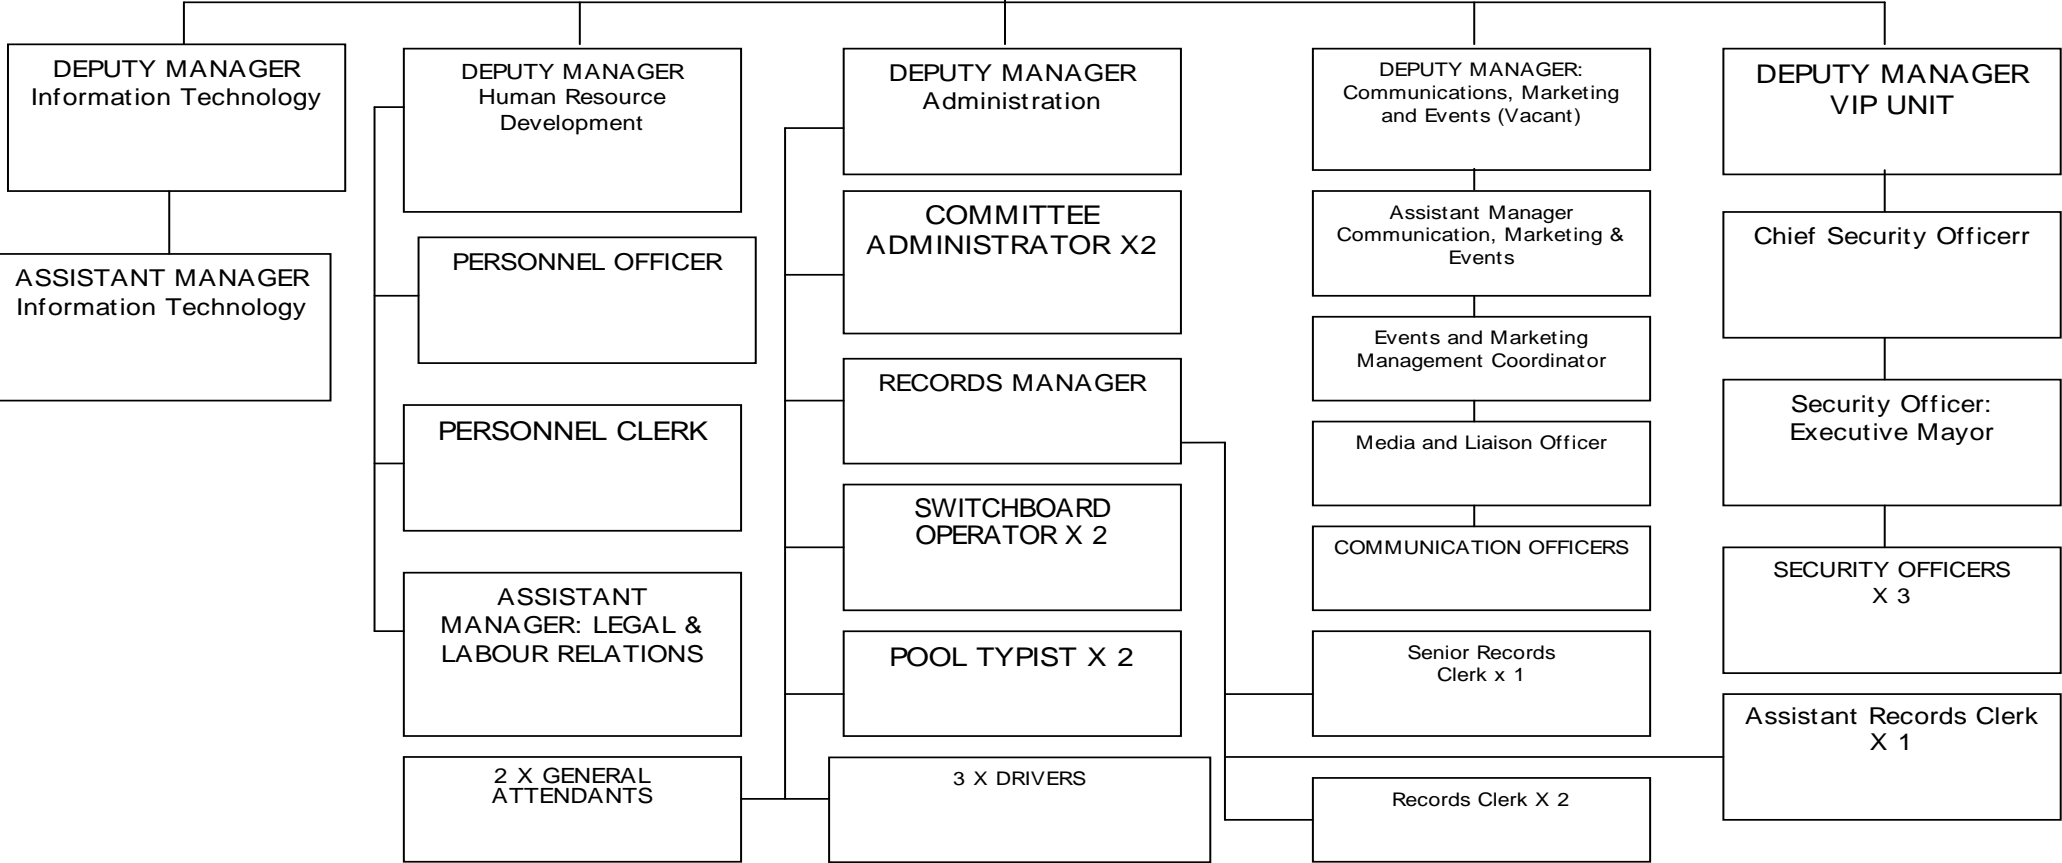 DEPUTY MANAGER
Information Technology
ASSISTANT MANAGER
Information Technology
DEPUTY MANAGER
Human Resource
Development
PERSONNEL OFFICER
PERSONNEL CLERK
ASSISTANT
MANAGER: LEGAL &
LABOUR RELATIONS
2 X GENERAL
ATTENDANTS
DEPUTY MANAGER
Administration
COMMITTEE
ADMINISTRATOR X2
RECORDS MANAGER
SWITCHBOARD
OPERATOR X 2
POOL TYPIST X 2
3 X DRIVERS
DEPUTY MANAGER:
Communications, Marketing
and Events (Vacant)
Assistant Manager
Communication, Marketing &
Events
Events and Marketing
Management Coordinator
Media and Liaison Officer
COMMUNICATION OFFICERS
Senior Records
Clerk x 1
Records Clerk X 2
DEPUTY MANAGER
VIP UNIT
Chief Security Officerr
Security Officer:
Executive Mayor
SECURITY OFFICERS
X 3
Assistant Records Clerk
X 1